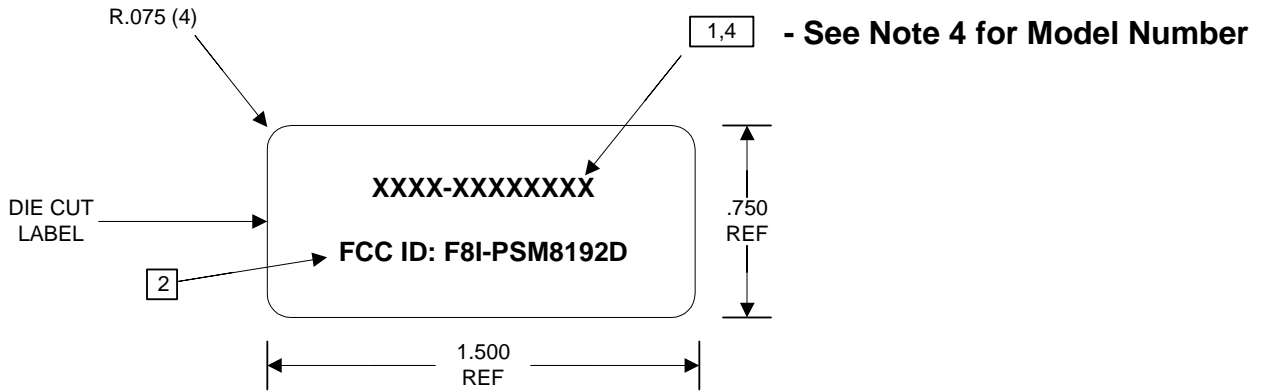 R.075 (4)
1,4 - See Note 4 for Model Number
XXXX-XXXXXXXX
DIE CUT
LABEL
.750
REF
FCC ID: F8I-PSM8192D
2
1.500
REF